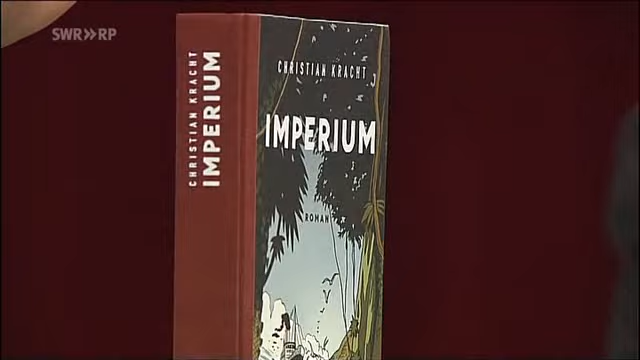 SWR»RP
CHRISTIAN KRACHT
IMPERIUM
CHRISTIAN KRACHT
IMPERIUM
ROMAN